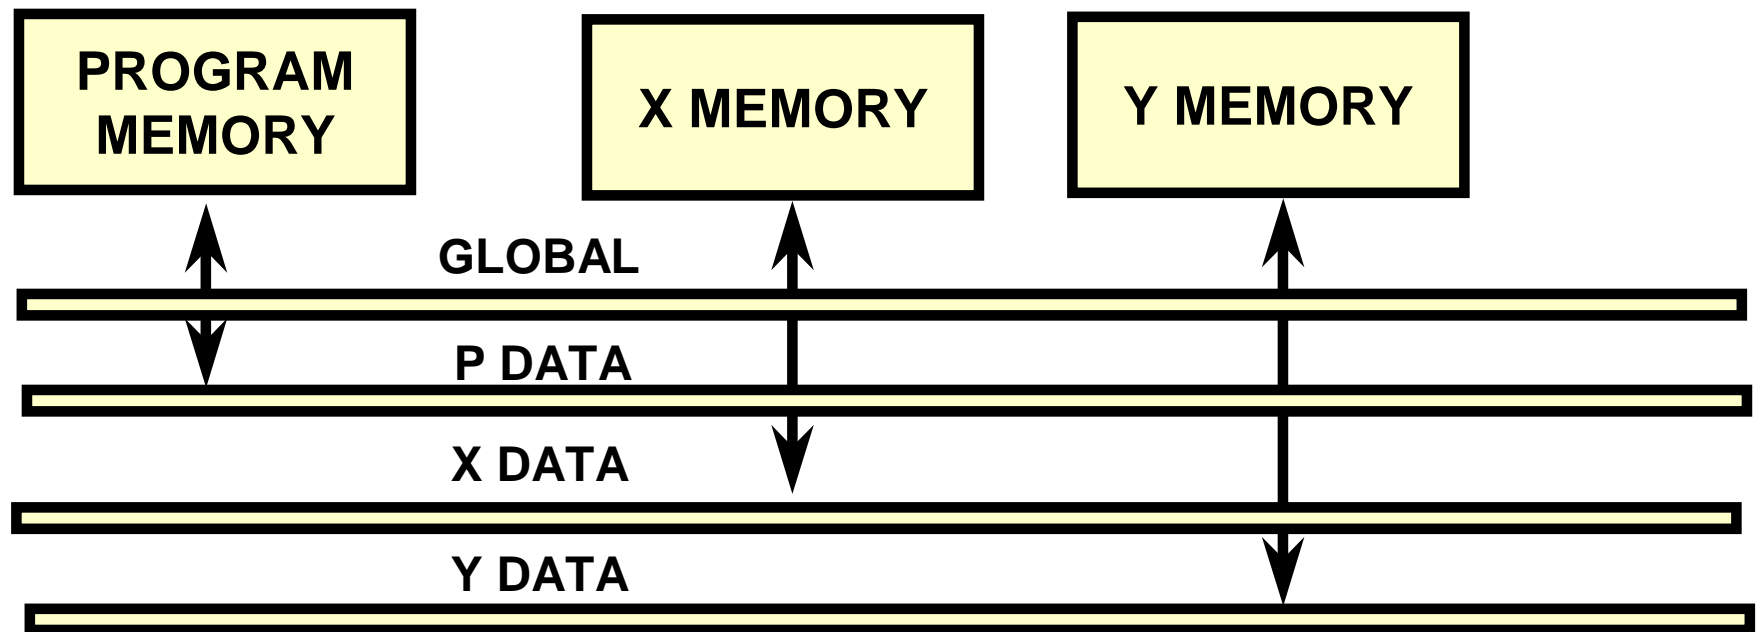 PROGRAM
MEMORY
X MEMORY
Y MEMORY
GLOBAL
P DATA
X DATA
Y DATA